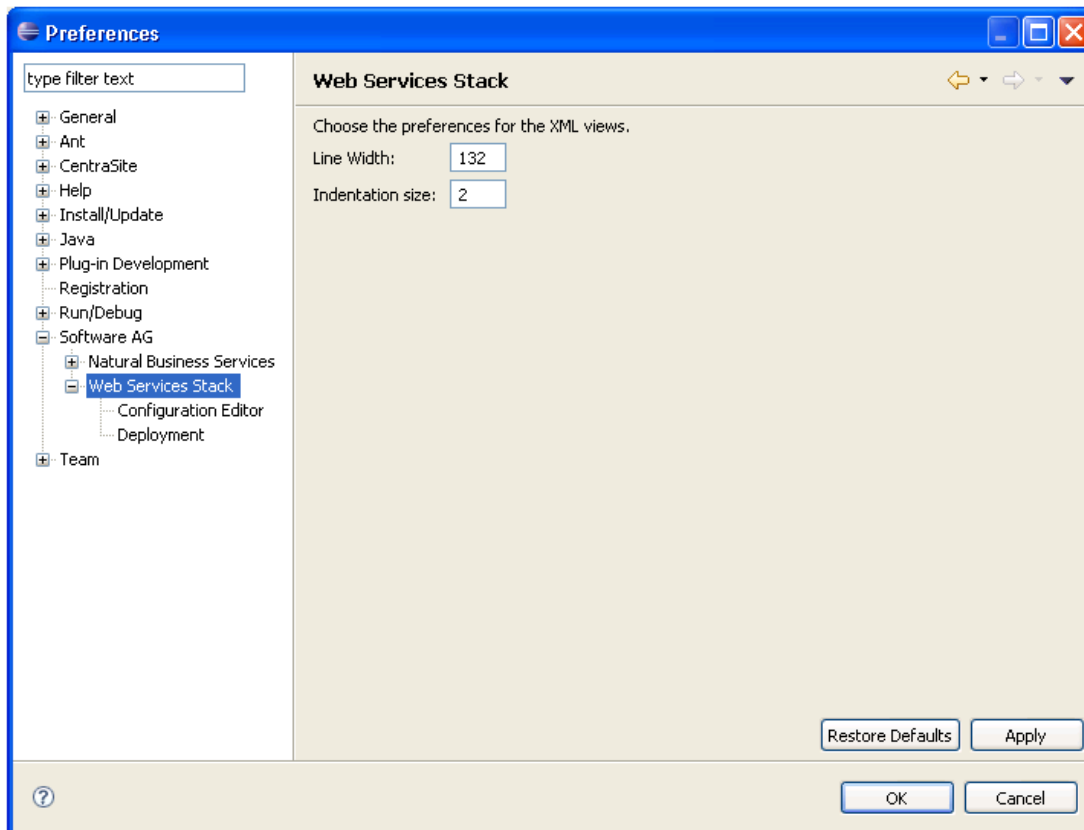 Preferences
type filter text
General
Ant
CentraSite
Help
Install/Update
Java
Plug-in Development
Registration
Run/Debug
Software AG
Natural Business Services
Web Services Stack
Configuration Editor
Deployment
Team
Web Services Stack
Choose the preferences for the XML views.
Line Width: 132
Indentation size: 2
Restore Defaults Apply
OK Cancel